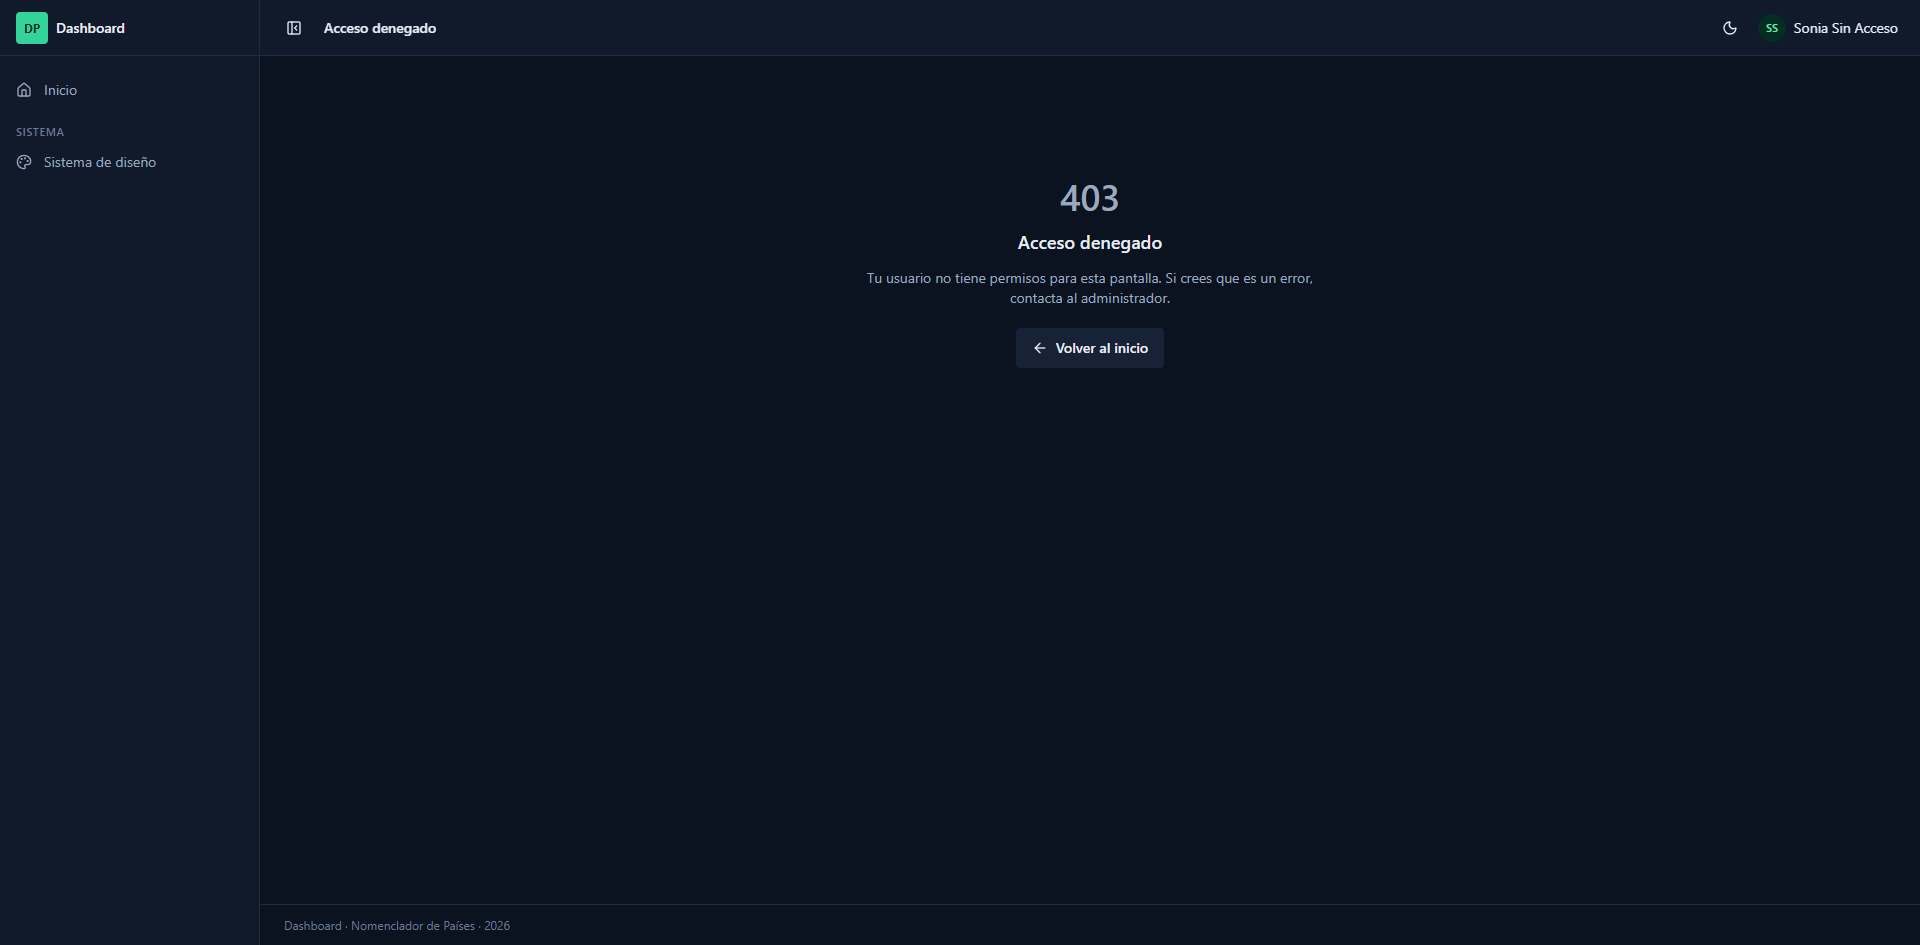 DP Dashboard
Acceso denegado
SS Sonia Sin Acceso
Inicio
SISTEMA
Sistema de diseño
403
Acceso denegado
Tu usuario no tiene permisos para esta pantalla. Si crees que es un error,
contacta al administrador.
Volver al inicio
Dashboard · Nomenclador de Países · 2026